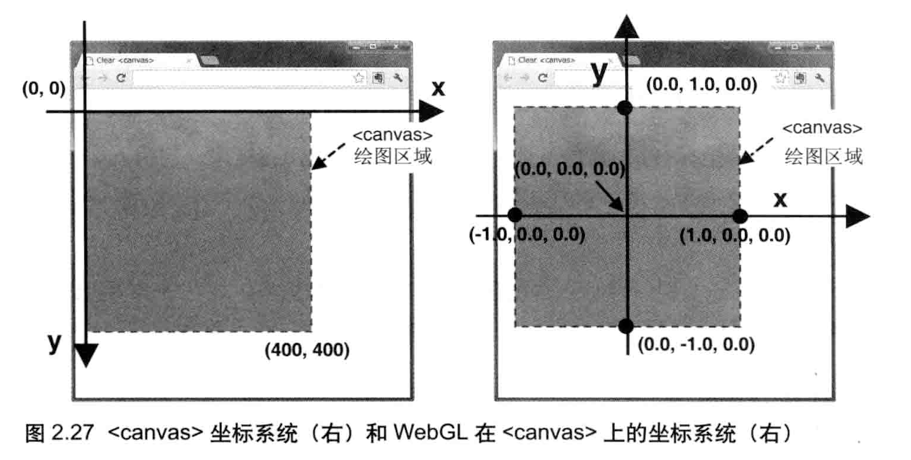 Clear <canvas>
(0, 0)
x
<canvas>
绘图区域
y
(400, 400)
Clear <canvas>
y
(0.0, 1.0, 0.0)
<canvas>
绘图区域
(0.0, 0.0, 0.0)
x
(-1.0, 0.0, 0.0)
(1.0, 0.0, 0.0)
(0.0, -1.0, 0.0)
图 2.27 <canvas> 坐标系统（右）和 WebGL 在 <canvas> 上的坐标系统（右）